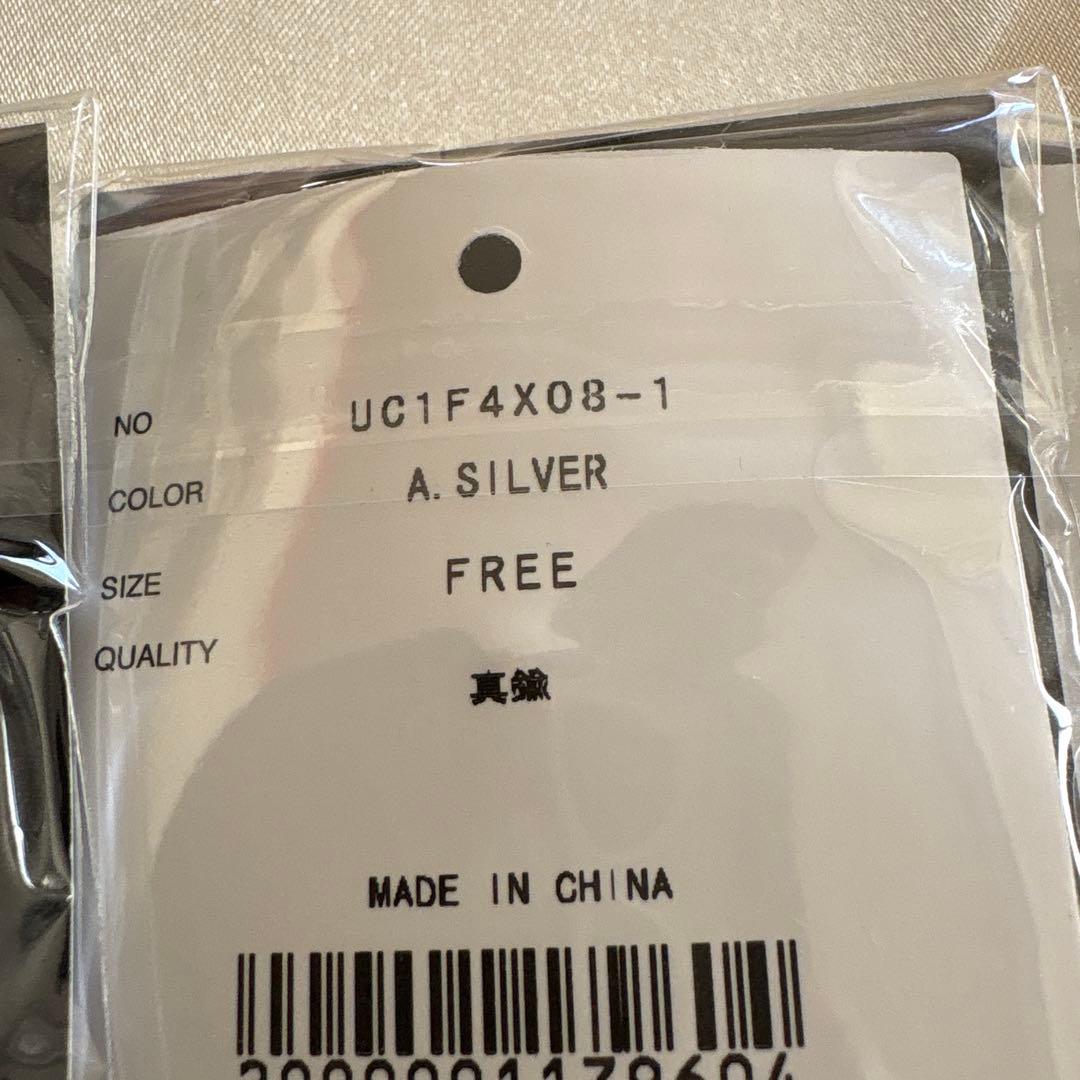 NO UC1F4X08-1
COLOR A.SILVER
SIZE FREE
QUALITY 真鍮
MADE IN CHINA